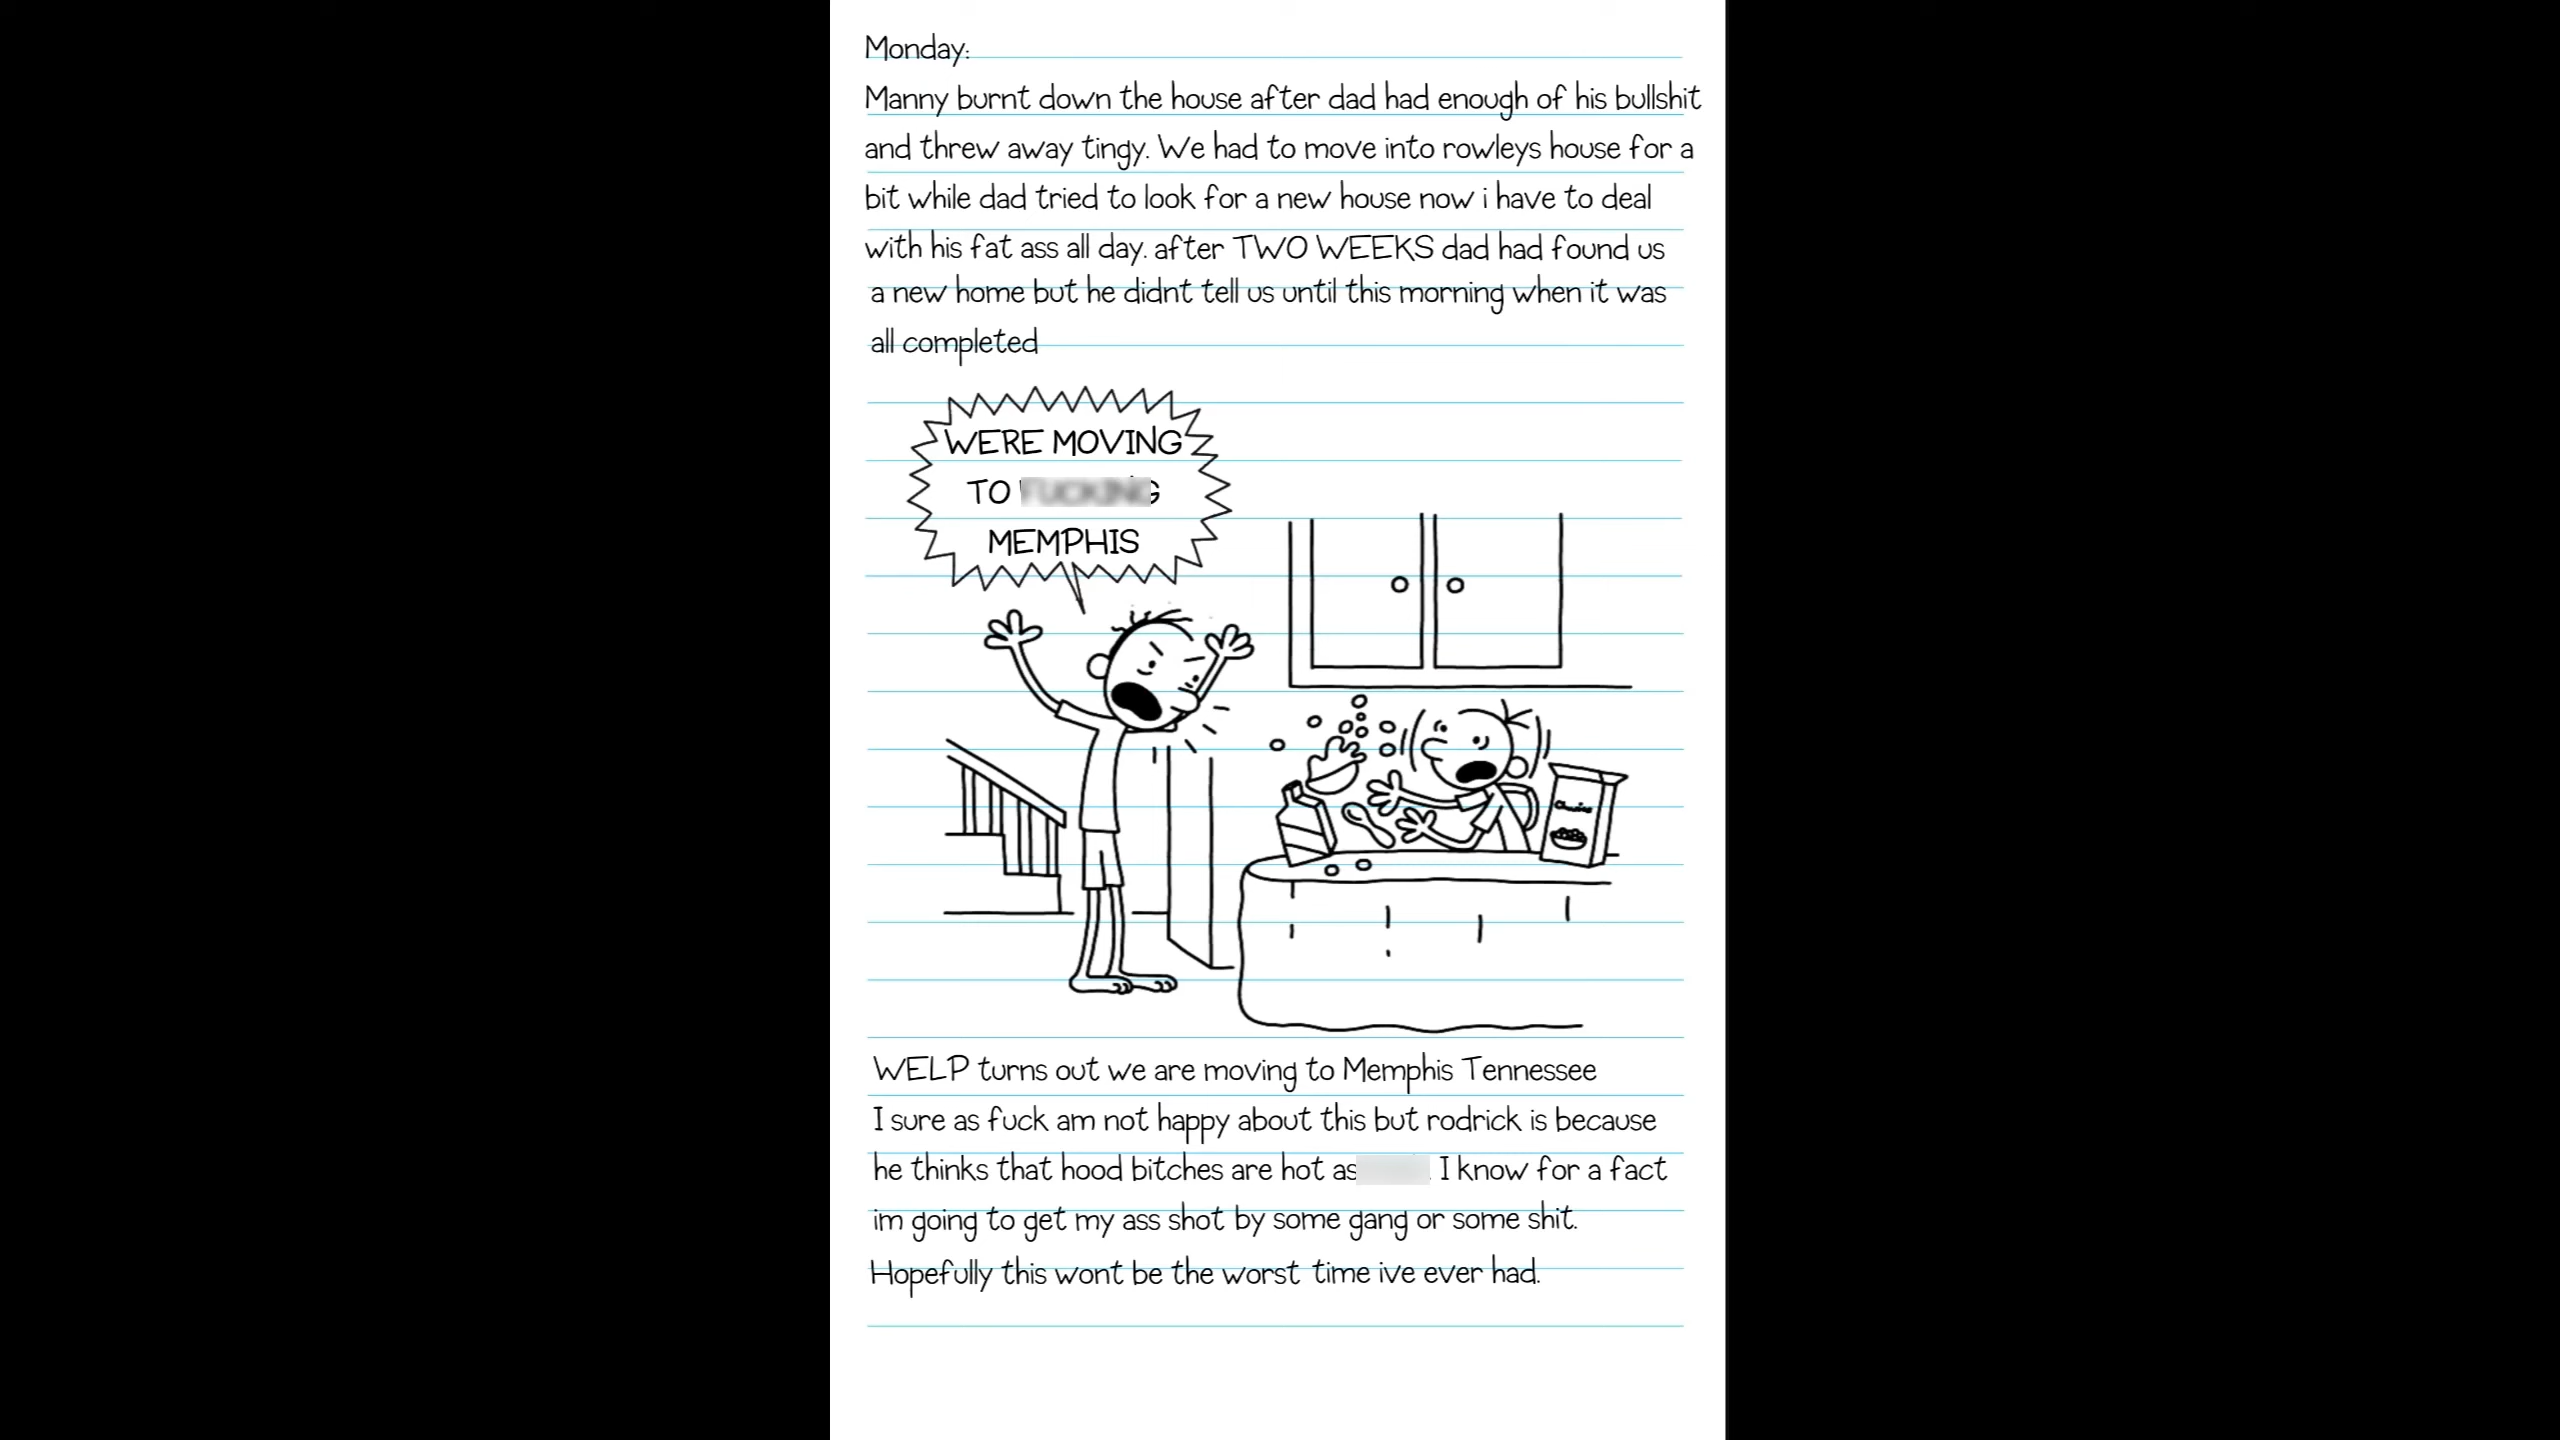 Monday:
Manny burnt down the house after dad had enough of his bullshit
and threw away tingy. We had to move into rowleys house for a
bit while dad tried to look for a new house now i have to deal
with his fat ass all day. after TWO WEEKS dad had found us
a new home but he didnt tell us until this morning when it was
all completed
WERE MOVING
TO FUCKING
MEMPHIS
WELP turns out we are moving to Memphis Tennessee
I sure as fuck am not happy about this but rodrick is because
he thinks that hood bitches are hot as I know for a fact
im going to get my ass shot by some gang or some shit.
Hopefully this wont be the worst time ive ever had.